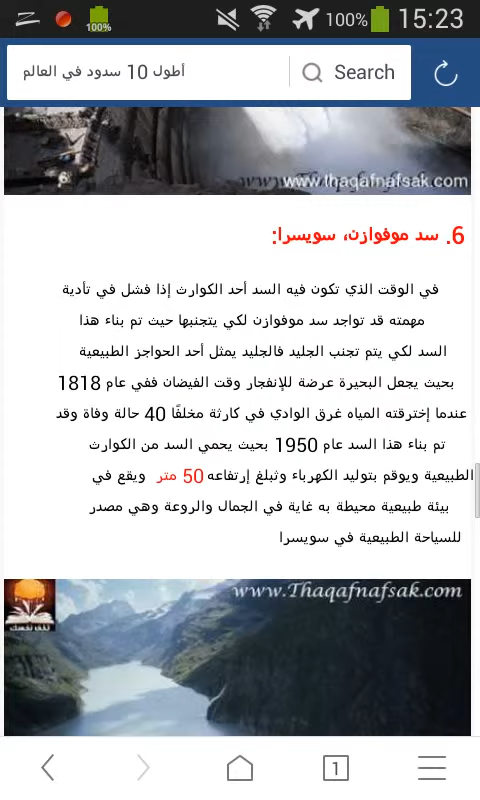 100%
100%
15:23
أطول 10 سدود في العالم
Search
www.thaqafnafsak.com
6. سد موفوازن، سويسرا:
في الوقت الذي تكون فيه السد أحد الكوارث إذا فشل في تأدية
مهمته قد تواجد سد موفوازن لكي يتجنبها حيث تم بناء هذا
السد لكي يتم تجنب الجليد فالجليد يمثل أحد الحواجز الطبيعية
بحيث يجعل البحيرة عرضة للإنفجار وقت الفيضان ففي عام 1818
عندما إخترقته المياه غرق الوادي في كارثة مخلفًا 40 حالة وفاة وقد
تم بناء هذا السد عام 1950 بحيث يحمي السد من الكوارث
الطبيعية ويوقم بتوليد الكهرباء وثبلغ إرتفاعه 50 متر ويقع في
بيئة طبيعية محيطة به غاية في الجمال والروعة وهي مصدر
للسياحة الطبيعية في سويسرا
www.Thaqafnafsak.com
ثقف نفسك
1